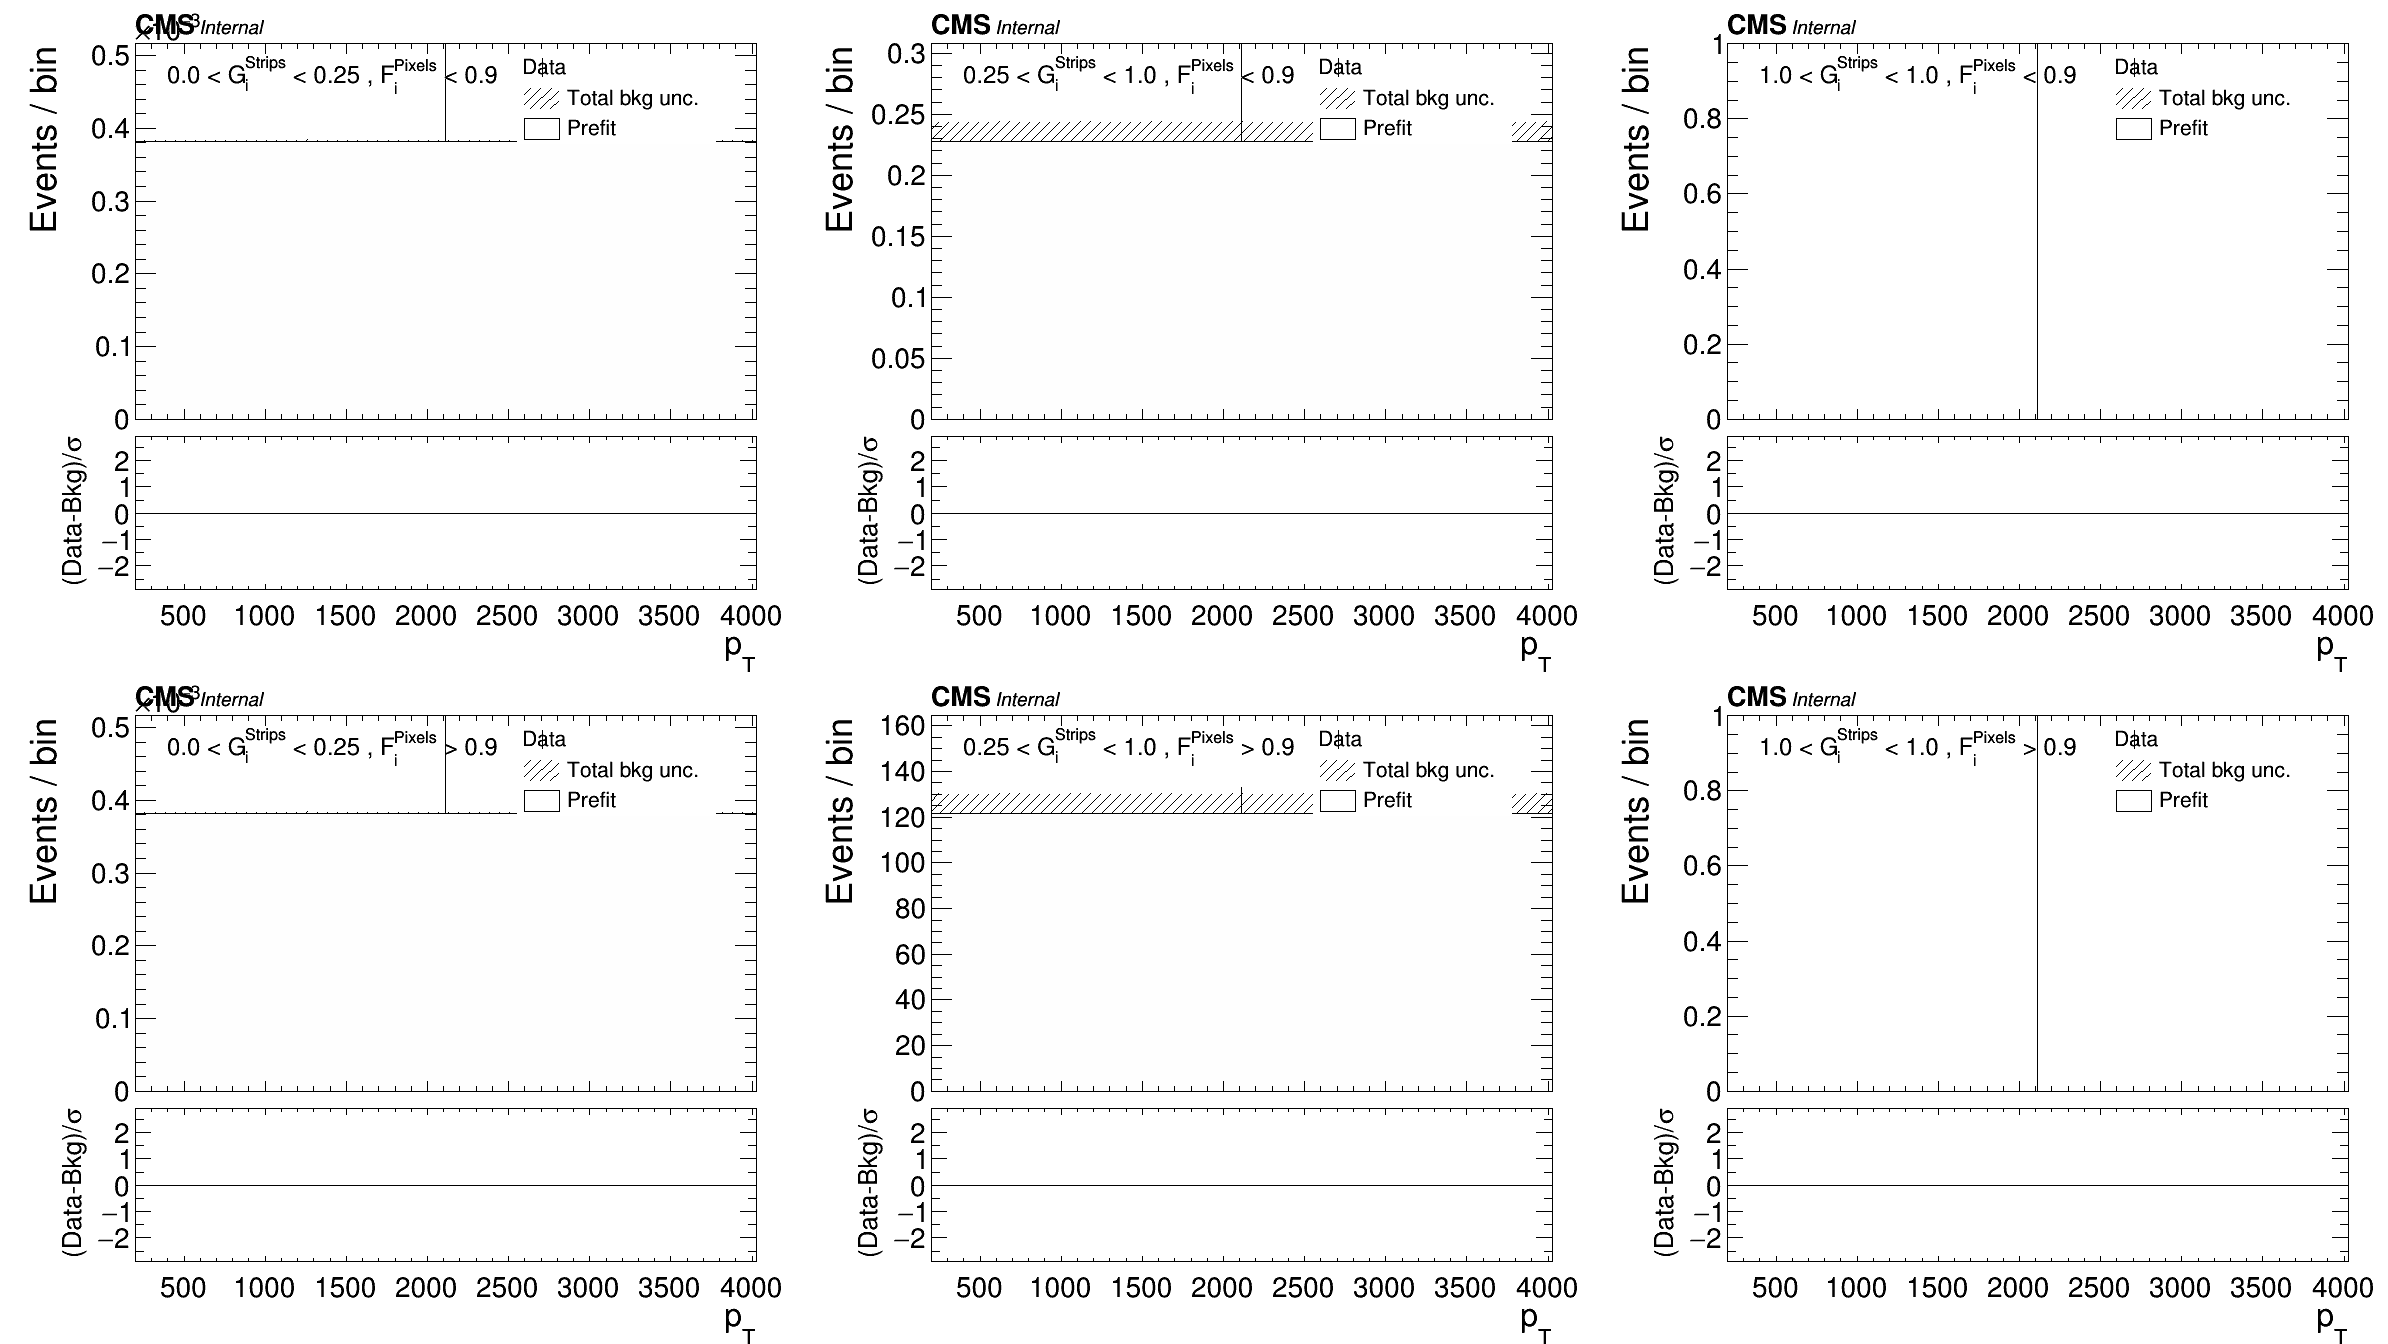 CMS Internal
×10⁻³
0.0 < G_i^Strips < 0.25 , F_i^Pixels < 0.9
Data
Total bkg unc.
Prefit
Events / bin
0.5
0.4
0.3
0.2
0.1
0
(Data-Bkg)/σ
2
1
0
−1
−2
500 1000 1500 2000 2500 3000 3500 4000
p_T
CMS Internal
0.25 < G_i^Strips < 1.0 , F_i^Pixels < 0.9
Data
Total bkg unc.
Prefit
Events / bin
0.3
0.25
0.2
0.15
0.1
0.05
0
(Data-Bkg)/σ
2
1
0
−1
−2
500 1000 1500 2000 2500 3000 3500 4000
p_T
CMS Internal
1.0 < G_i^Strips < 1.0 , F_i^Pixels < 0.9
Data
Total bkg unc.
Prefit
Events / bin
1
0.8
0.6
0.4
0.2
0
(Data-Bkg)/σ
2
1
0
−1
−2
500 1000 1500 2000 2500 3000 3500 4000
p_T
CMS Internal
×10⁻³
0.0 < G_i^Strips < 0.25 , F_i^Pixels > 0.9
Data
Total bkg unc.
Prefit
Events / bin
0.5
0.4
0.3
0.2
0.1
0
(Data-Bkg)/σ
2
1
0
−1
−2
500 1000 1500 2000 2500 3000 3500 4000
p_T
CMS Internal
0.25 < G_i^Strips < 1.0 , F_i^Pixels > 0.9
Data
Total bkg unc.
Prefit
Events / bin
160
140
120
100
80
60
40
20
0
(Data-Bkg)/σ
2
1
0
−1
−2
500 1000 1500 2000 2500 3000 3500 4000
p_T
CMS Internal
1.0 < G_i^Strips < 1.0 , F_i^Pixels > 0.9
Data
Total bkg unc.
Prefit
Events / bin
1
0.8
0.6
0.4
0.2
0
(Data-Bkg)/σ
2
1
0
−1
−2
500 1000 1500 2000 2500 3000 3500 4000
p_T